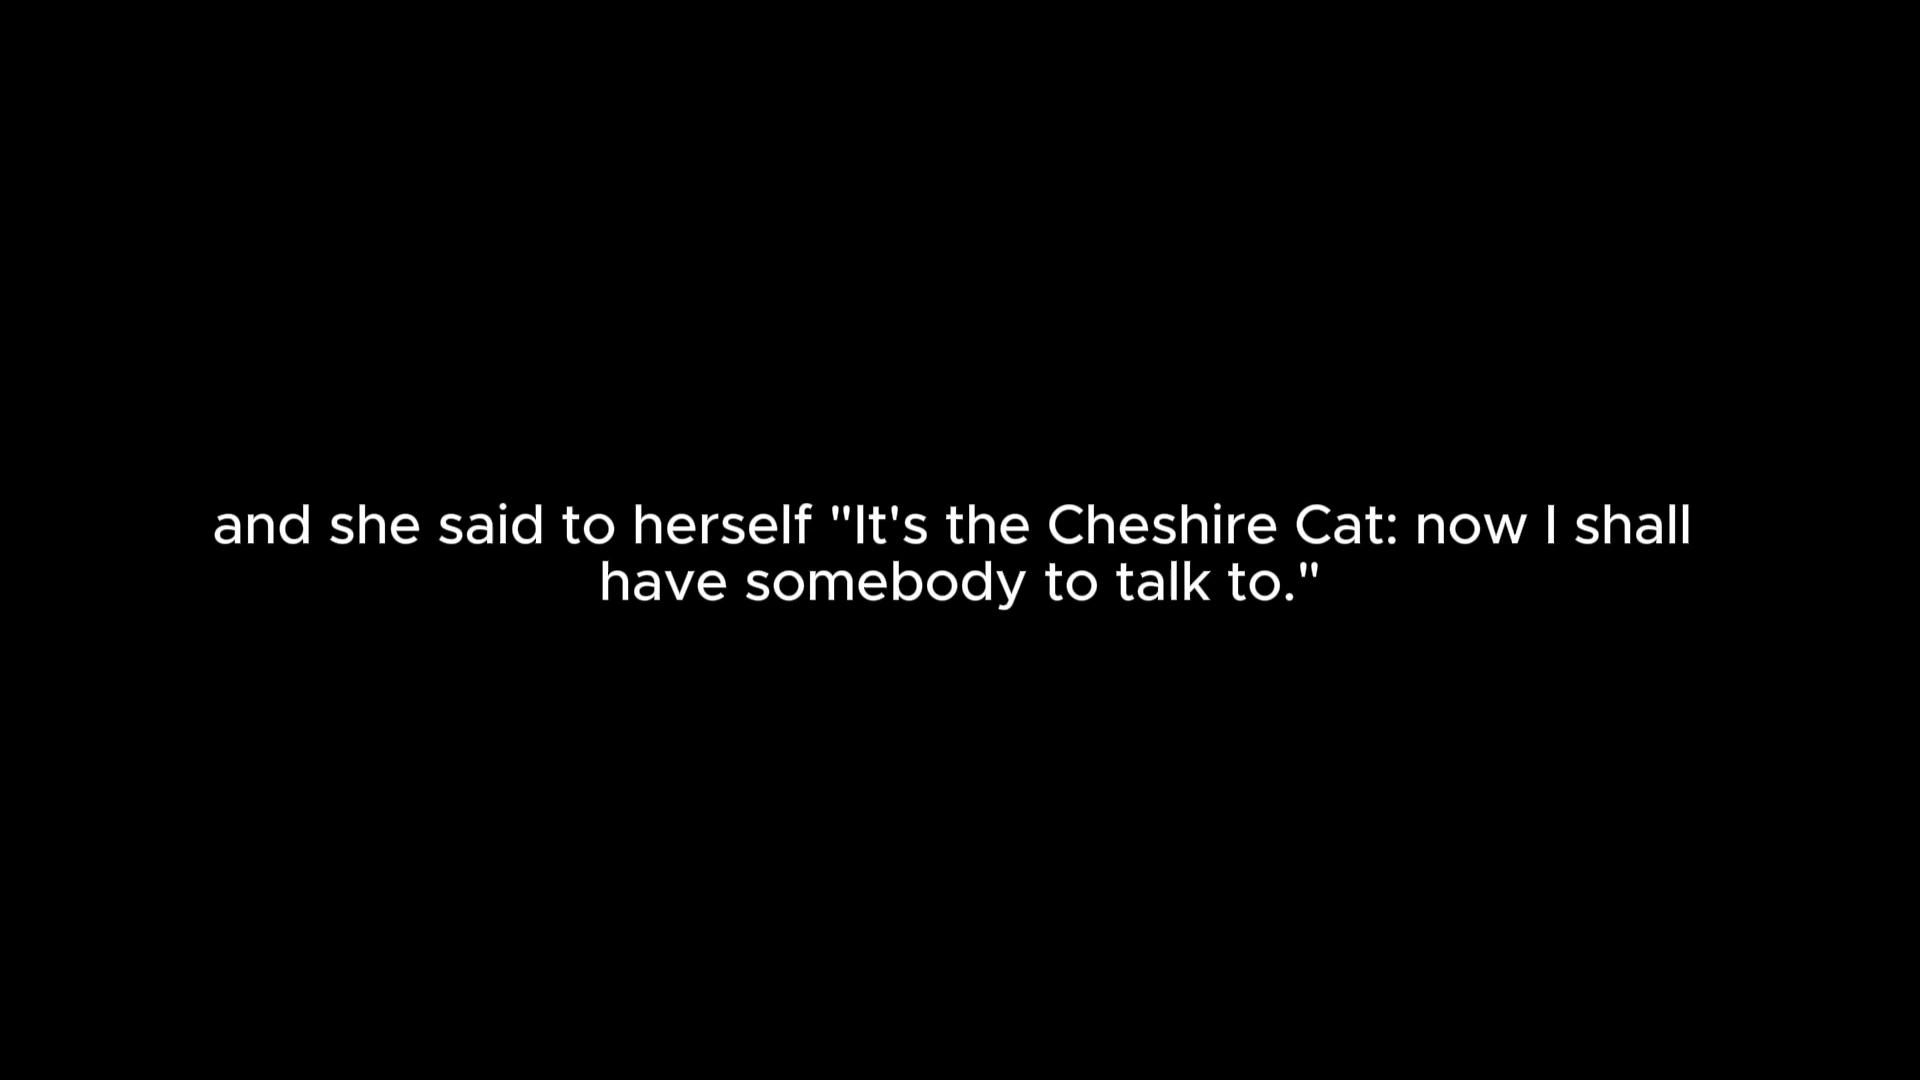 and she said to herself "It's the Cheshire Cat: now I shall
have somebody to talk to."